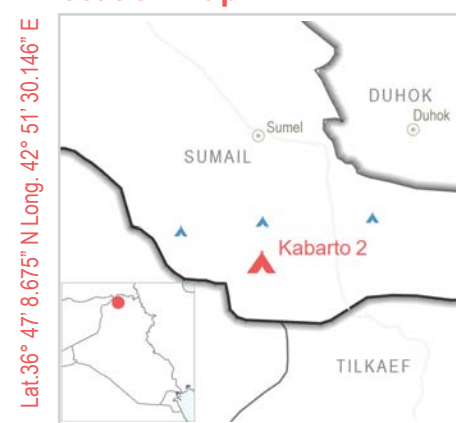 Lat.36° 47’ 8.675” N Long. 42° 51’ 30.146” E
DUHOK
Duhok
Sumel
SUMAIL
Kabarto 2
TILKAEF